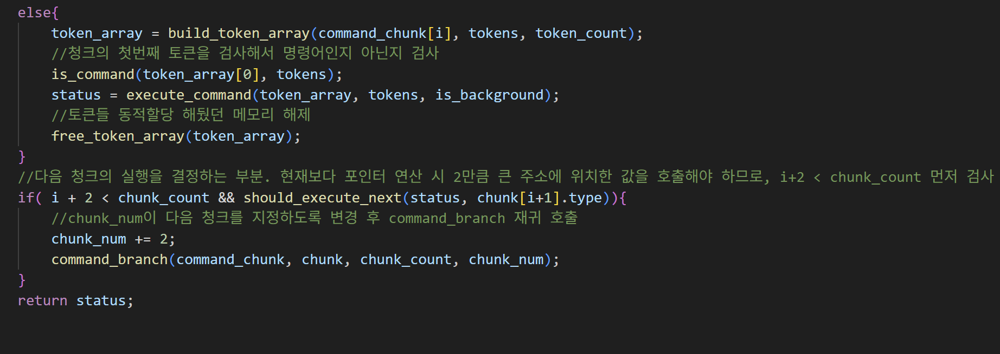 else{
token_array = build_token_array(command_chunk[i], tokens, token_count);
//청크의 첫번째 토큰을 검사해서 명령어인지 아닌지 검사
is_command(token_array[0], tokens);
status = execute_command(token_array, tokens, is_background);
//토큰들 동적할당 해뒀던 메모리 해제
free_token_array(token_array);
}
//다음 청크의 실행을 결정하는 부분. 현재보다 포인터 연산 시 2만큼 큰 주소에 위치한 값을 호출해야 하므로, i+2 < chunk_count 먼저 검사
if( i + 2 < chunk_count && should_execute_next(status, chunk[i+1].type)){
//chunk_num이 다음 청크를 지정하도록 변경 후 command_branch 재귀 호출
chunk_num += 2;
command_branch(command_chunk, chunk, chunk_count, chunk_num);
}
return status;